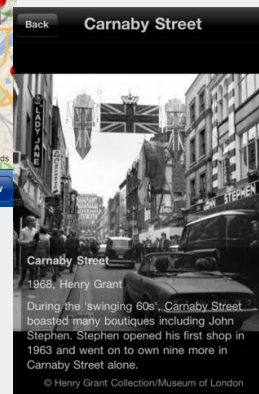 Back
Carnaby Street
LADY JANE
JOHN STEPHEN
ds
Carnaby Street
1968, Henry Grant
During the 'swinging 60s', Carnaby Street
boasted many boutiques including John
Stephen. Stephen opened his first shop in
1963 and went on to own nine more in
Carnaby Street alone.
© Henry Grant Collection/Museum of London